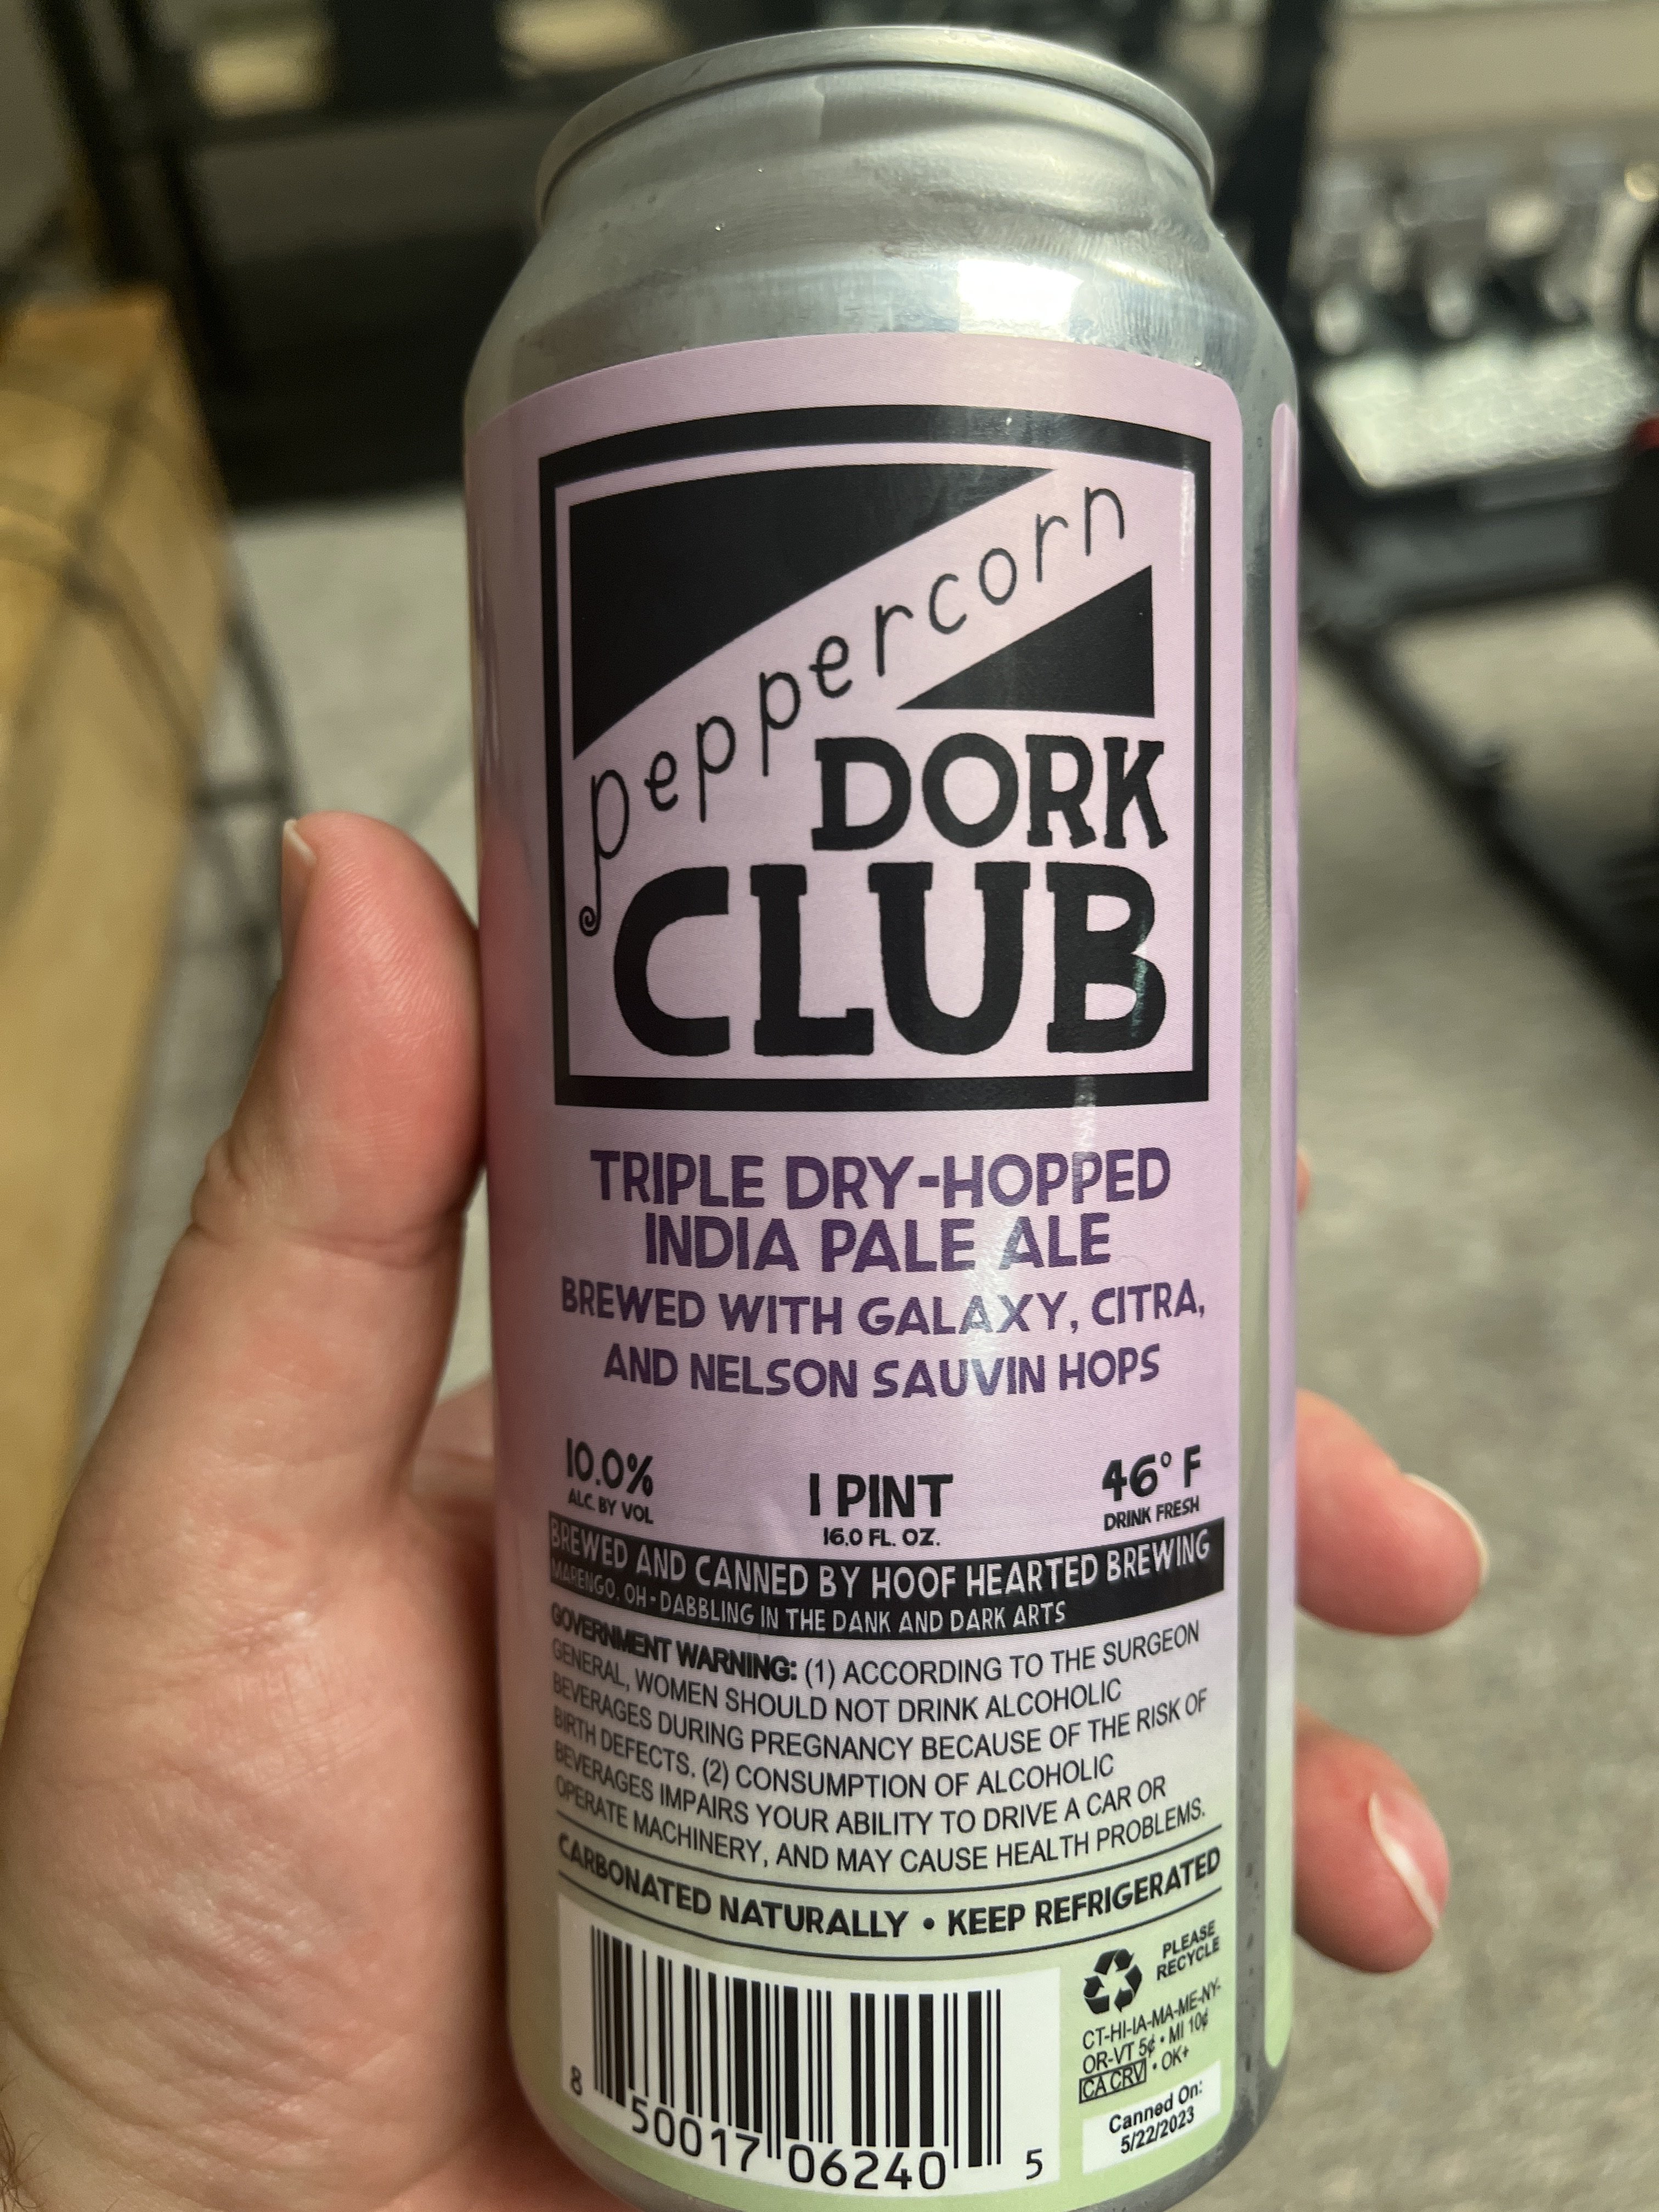 peppercorn
DORK
CLUB
TRIPLE DRY-HOPPED
INDIA PALE ALE
BREWED WITH GALAXY, CITRA,
AND NELSON SAUVIN HOPS
10.0%
ALC. BY VOL
1 PINT
16.0 FL. OZ.
46° F
DRINK FRESH
BREWED AND CANNED BY HOOF HEARTED BREWING
MARENGO, OH - DABBLING IN THE DANK AND DARK ARTS
GOVERNMENT WARNING: (1) ACCORDING TO THE SURGEON
GENERAL, WOMEN SHOULD NOT DRINK ALCOHOLIC
BEVERAGES DURING PREGNANCY BECAUSE OF THE RISK OF
BIRTH DEFECTS. (2) CONSUMPTION OF ALCOHOLIC
BEVERAGES IMPAIRS YOUR ABILITY TO DRIVE A CAR OR
OPERATE MACHINERY, AND MAY CAUSE HEALTH PROBLEMS.
CARBONATED NATURALLY • KEEP REFRIGERATED
PLEASE
RECYCLE
CT-HI-IA-MA-ME-NY-
OR-VT 5¢ • MI 10¢
CA CRV • OK+
Canned On:
5/22/2023
8 50017 06240 5